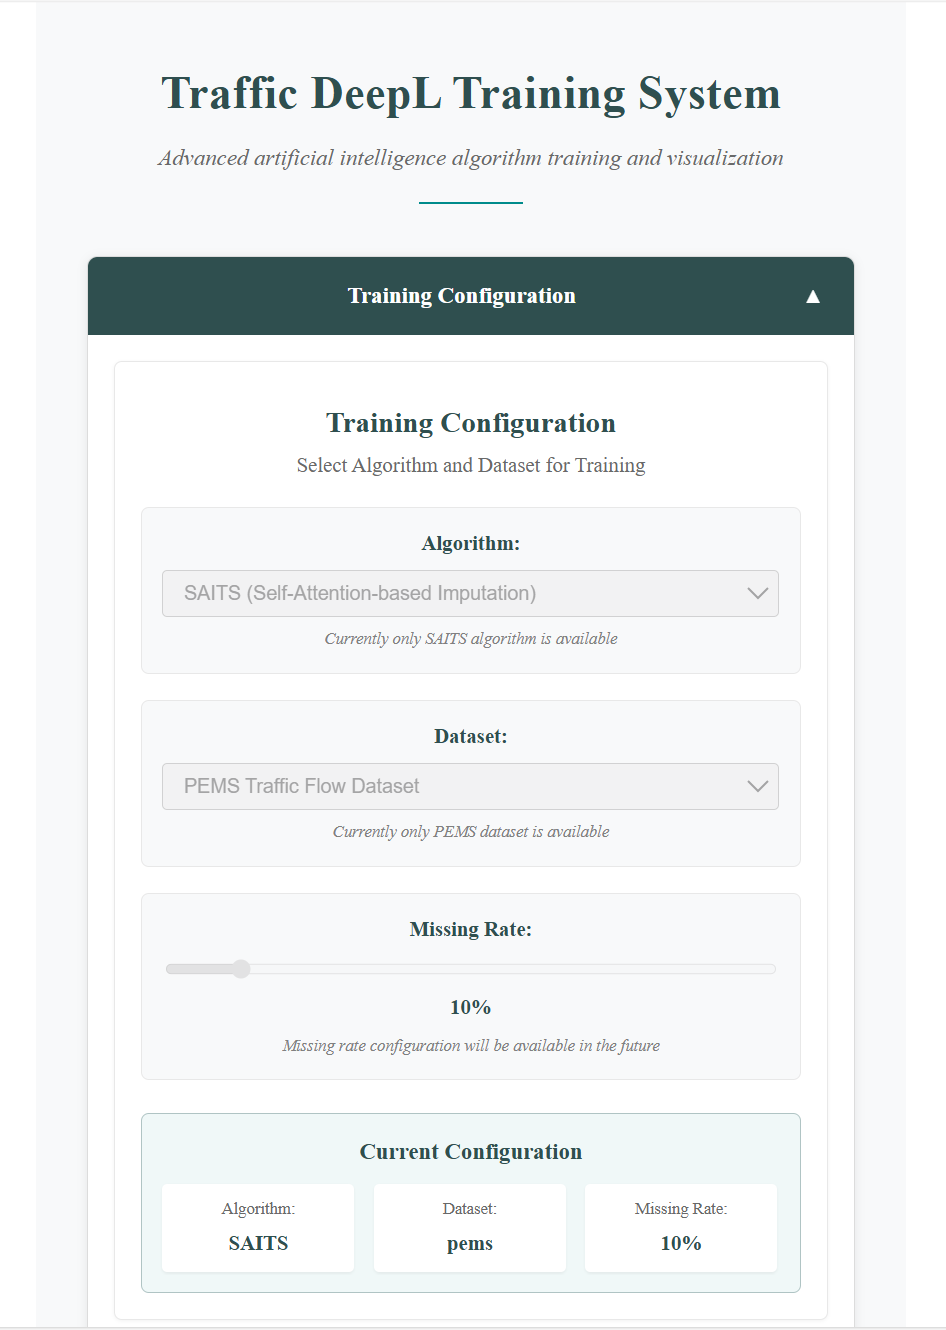 Traffic DeepL Training System
Advanced artificial intelligence algorithm training and visualization
Training Configuration ▲
Training Configuration
Select Algorithm and Dataset for Training
Algorithm:
SAITS (Self-Attention-based Imputation)
Currently only SAITS algorithm is available
Dataset:
PEMS Traffic Flow Dataset
Currently only PEMS dataset is available
Missing Rate:
10%
Missing rate configuration will be available in the future
Current Configuration
Algorithm:
SAITS
Dataset:
pems
Missing Rate:
10%